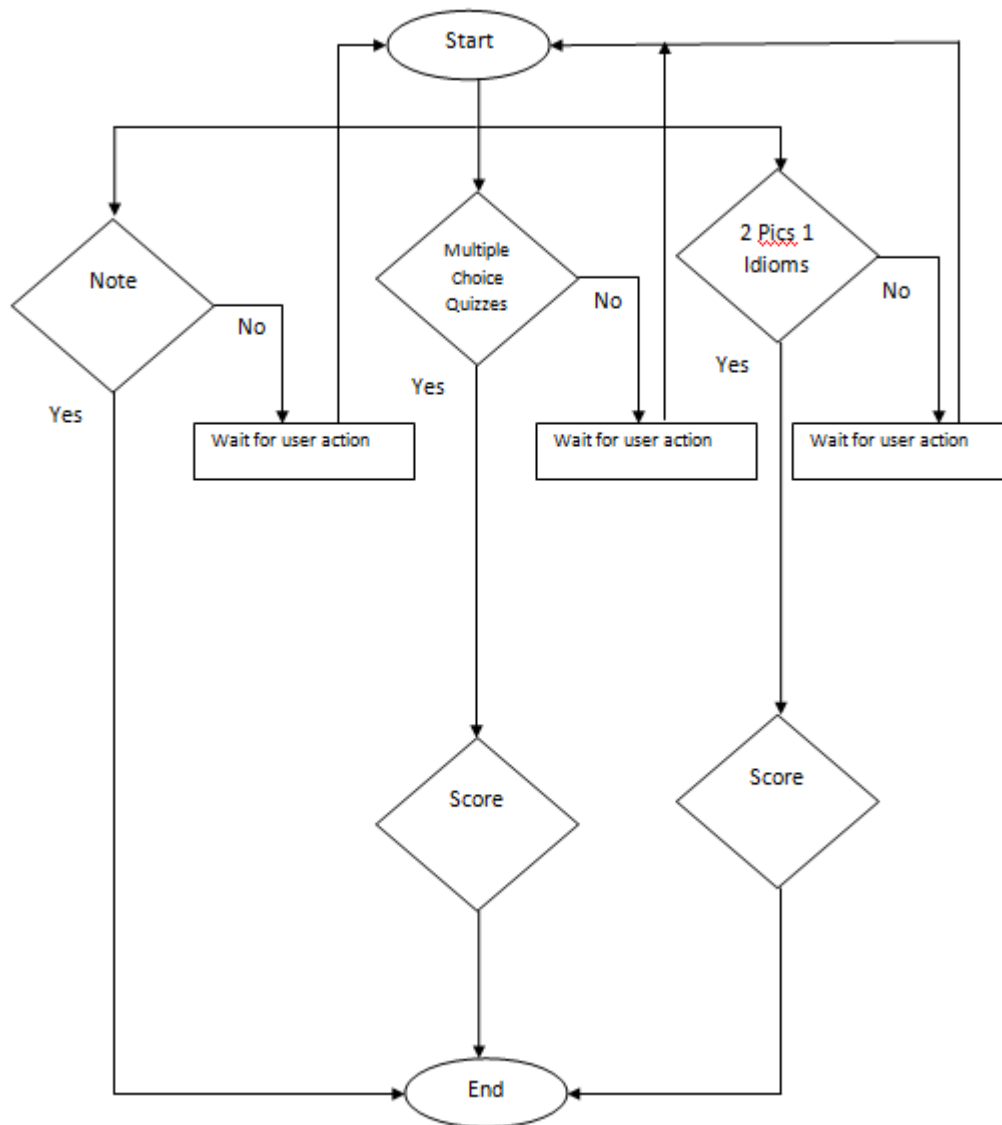 Start
Note
No
Yes
Wait for user action
Multiple
Choice
Quizzes
No
Yes
Wait for user action
2 Pics 1
Idioms
No
Yes
Wait for user action
Score
Score
End